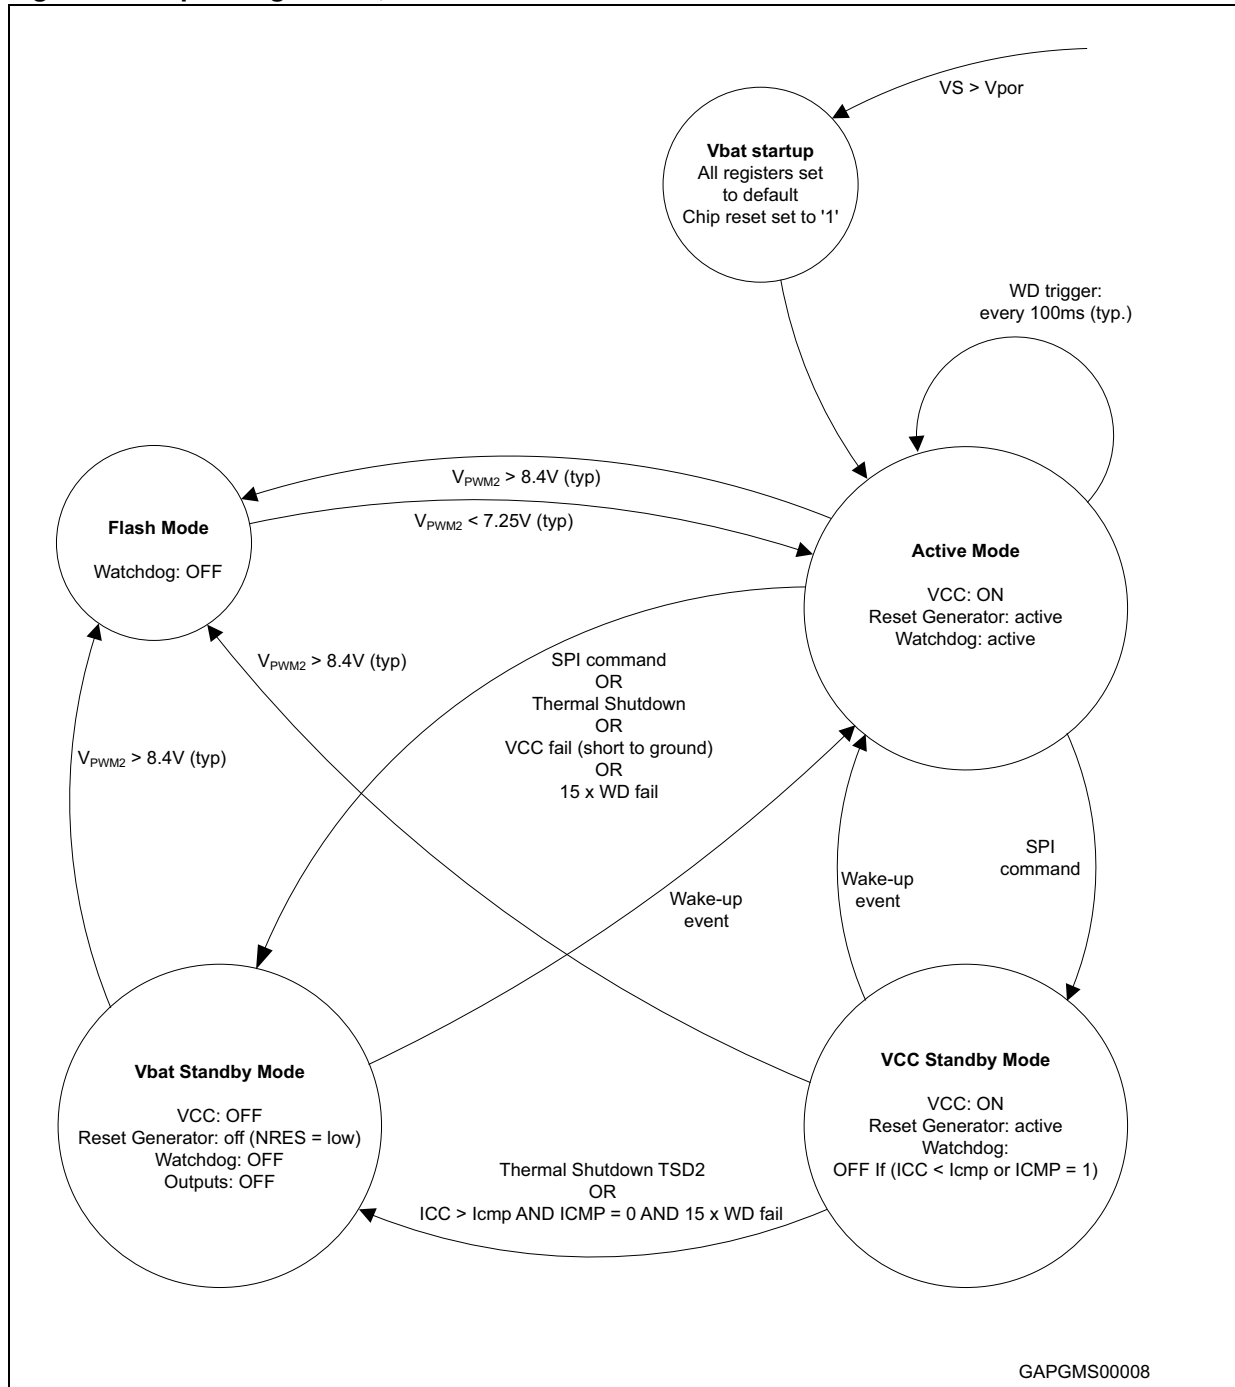 VS > Vpor
Vbat startup
All registers set
to default
Chip reset set to '1'
WD trigger:
every 100ms (typ.)
VPWM2 > 8.4V (typ)
VPWM2 < 7.25V (typ)
Flash Mode
Watchdog: OFF
Active Mode
VCC: ON
Reset Generator: active
Watchdog: active
VPWM2 > 8.4V (typ)
SPI command
OR
Thermal Shutdown
OR
VCC fail (short to ground)
OR
15 x WD fail
VPWM2 > 8.4V (typ)
SPI
command
Wake-up
event
Wake-up
event
Vbat Standby Mode
VCC: OFF
Reset Generator: off (NRES = low)
Watchdog: OFF
Outputs: OFF
VCC Standby Mode
VCC: ON
Reset Generator: active
Watchdog:
OFF If (ICC < Icmp or ICMP = 1)
Thermal Shutdown TSD2
OR
ICC > Icmp AND ICMP = 0 AND 15 x WD fail
GAPGMS00008